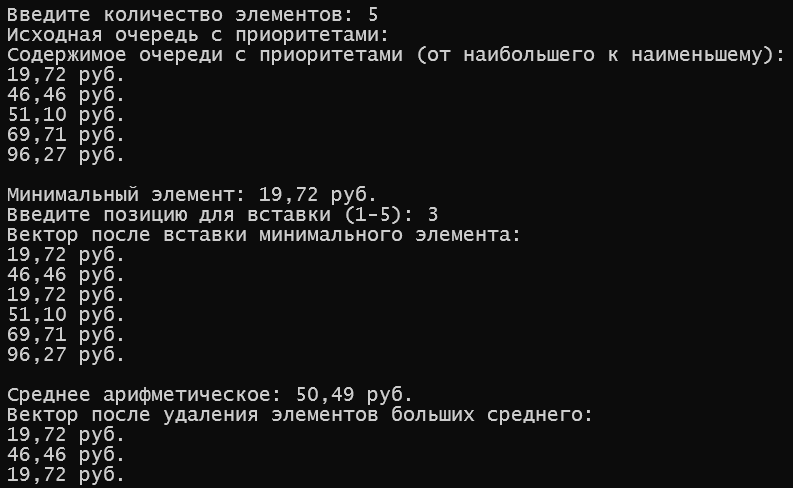 Введите количество элементов: 5
Исходная очередь с приоритетами:
Содержимое очереди с приоритетами (от наибольшего к наименьшему):
19,72 руб.
46,46 руб.
51,10 руб.
69,71 руб.
96,27 руб.
Минимальный элемент: 19,72 руб.
Введите позицию для вставки (1-5): 3
Вектор после вставки минимального элемента:
19,72 руб.
46,46 руб.
19,72 руб.
51,10 руб.
69,71 руб.
96,27 руб.
Среднее арифметическое: 50,49 руб.
Вектор после удаления элементов больших среднего:
19,72 руб.
46,46 руб.
19,72 руб.